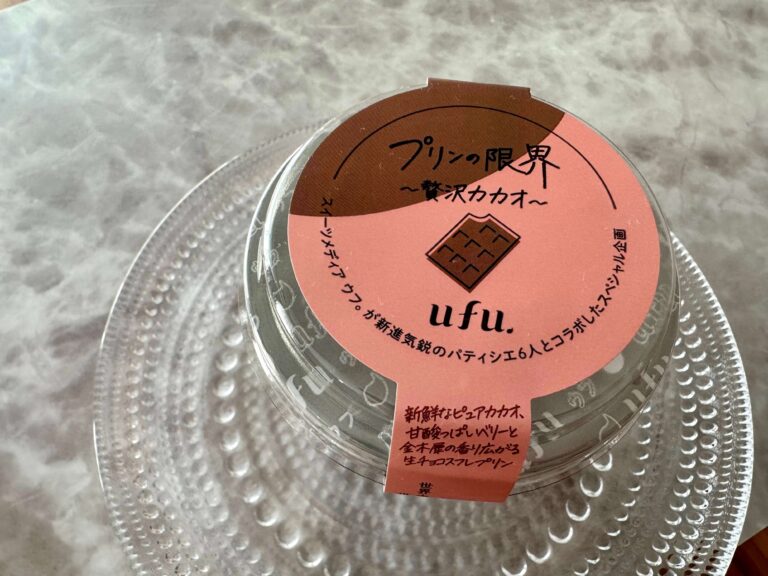 プリンの限界
～贅沢カカオ～
ufu.
スイーツメディア ウフ。が新進気鋭のパティシエ6人とコラボしたスペシャル企画
新鮮なピュアカカオ、
甘酸っぱいベリーと
金木犀の香り広がる
生チョコスフレプリン
世界